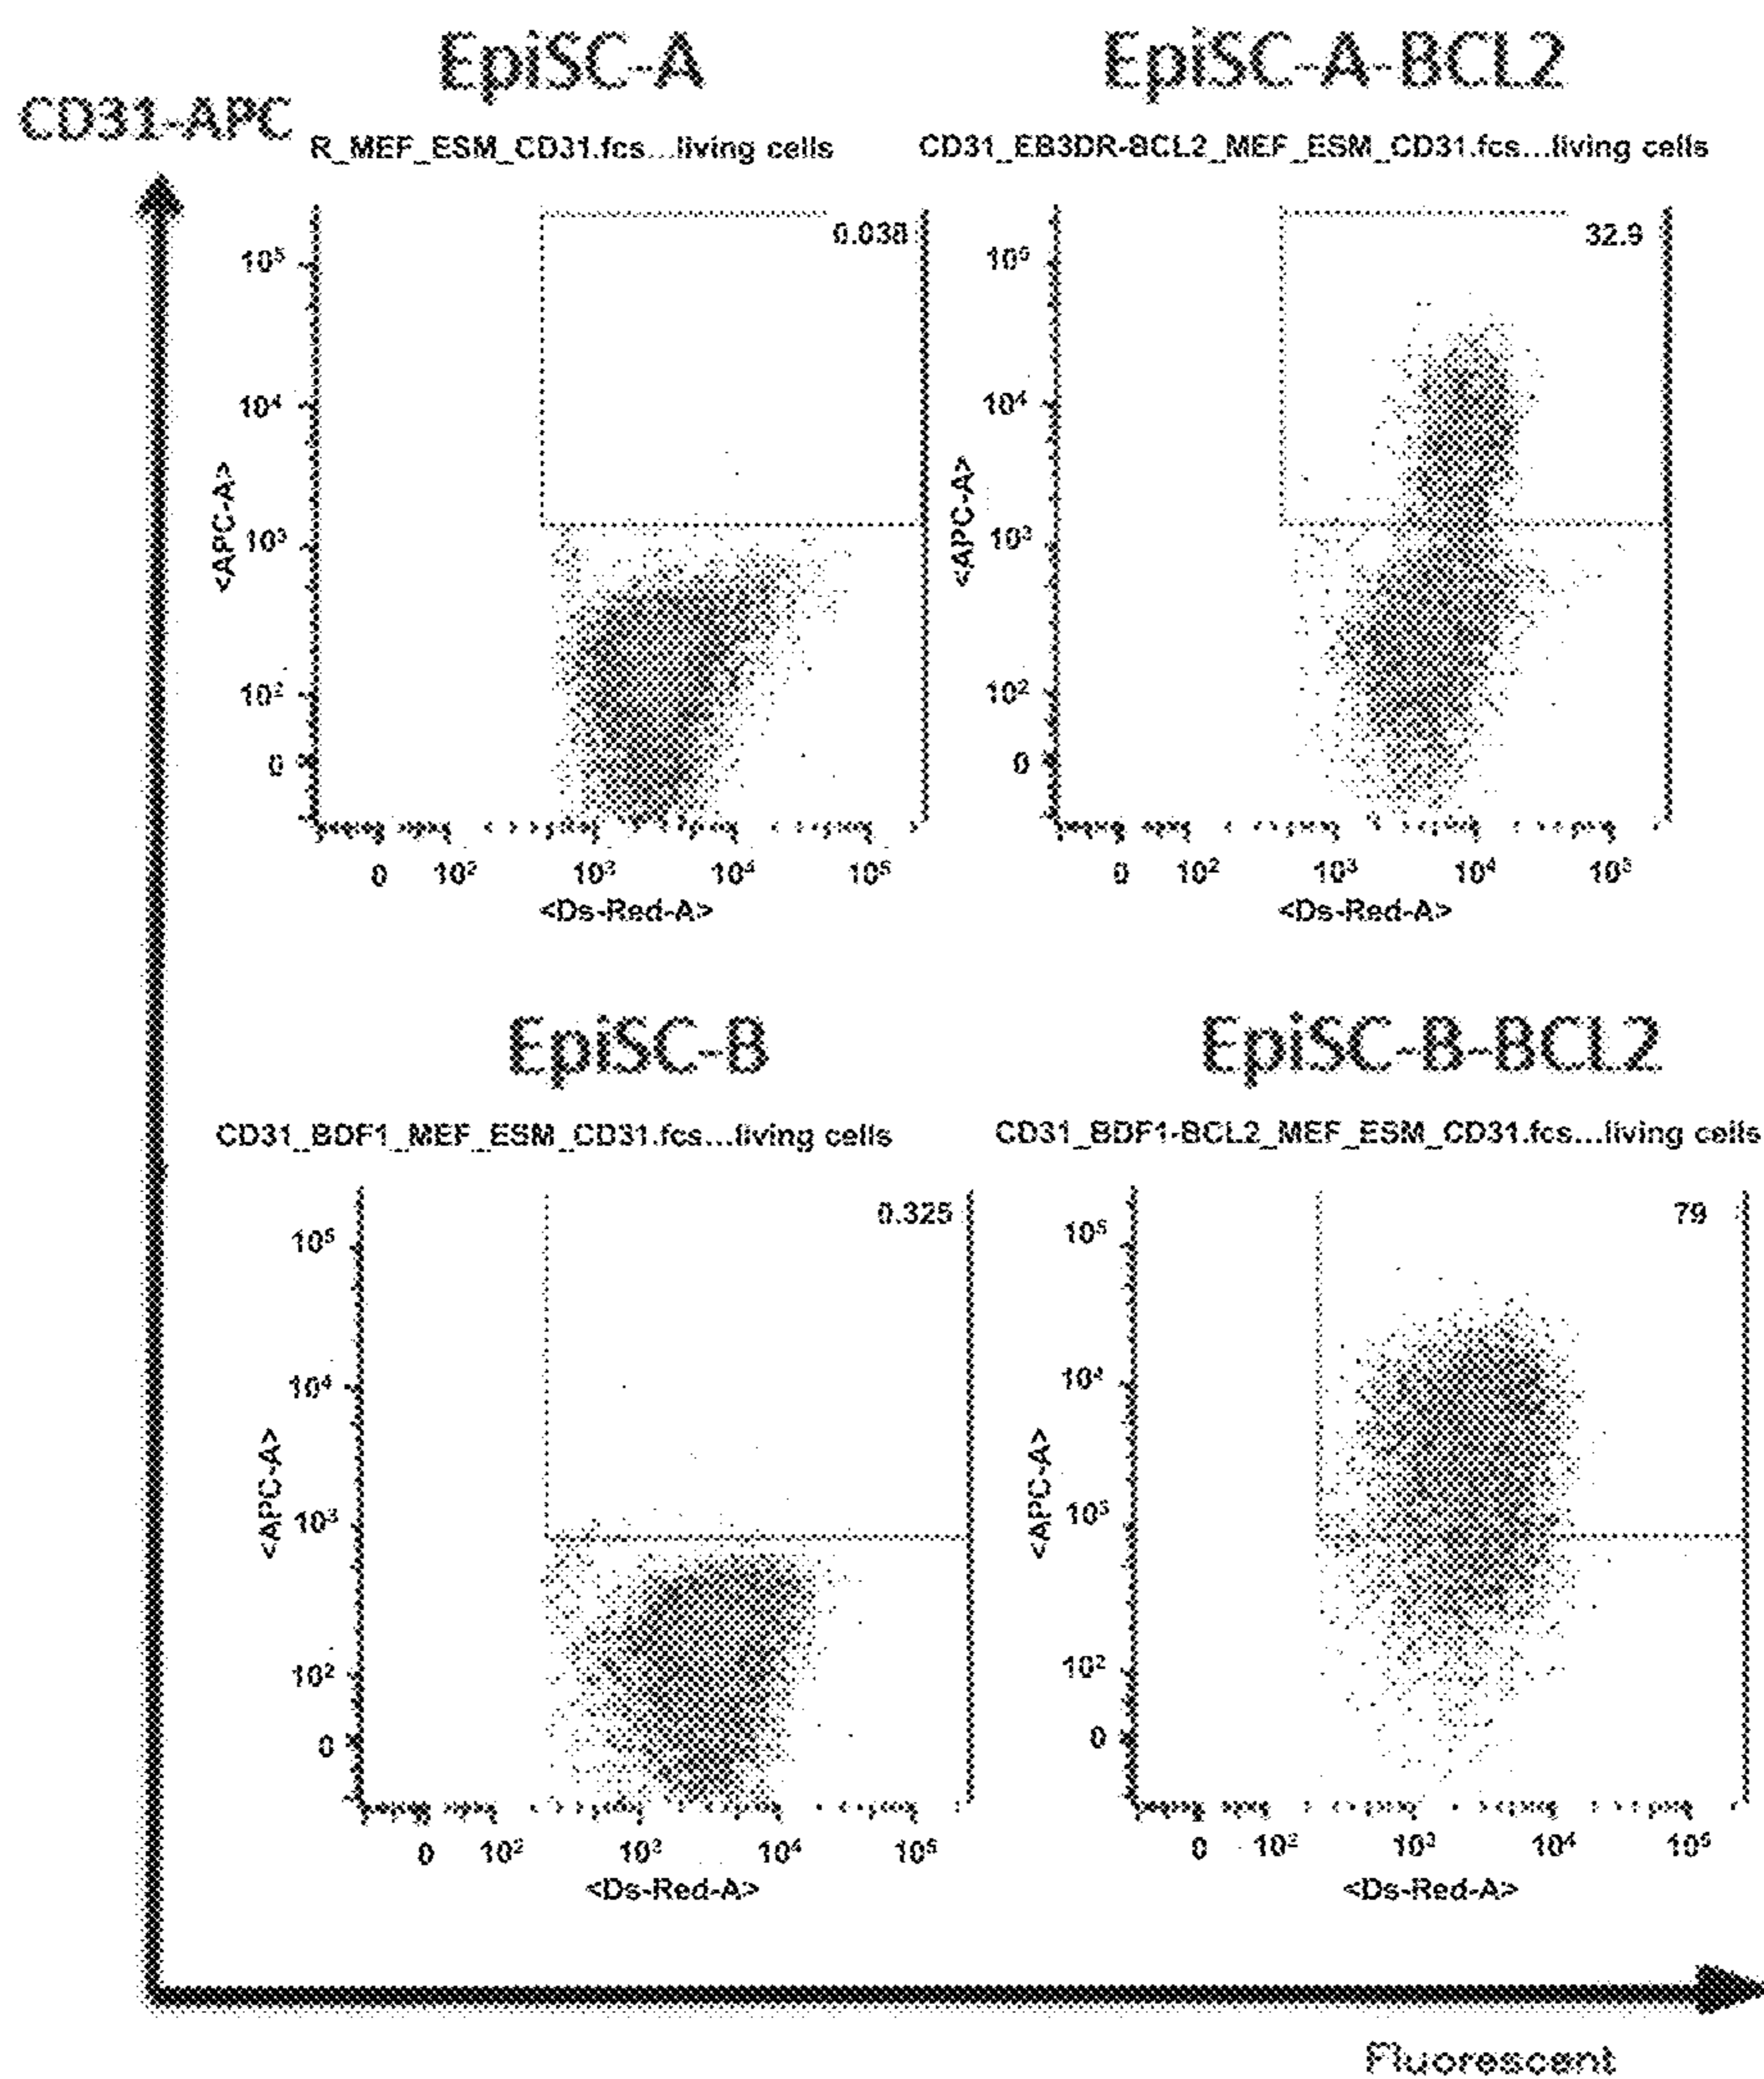 EpiSC-A
EpiSC-A-BCL2
CD31-APC
R_MEF_ESM_CD31.fcs...living cells
CD31_EB3DR-BCL2_MEF_ESM_CD31.fcs...living cells
0.038
10⁵
10⁴
10³
10²
0
<APC-A>
0 10² 10³ 10⁴ 10⁵
<Ds-Red-A>
32.9
10⁵
10⁴
10³
10²
0
<APC-A>
0 10² 10³ 10⁴ 10⁵
<Ds-Red-A>
EpiSC-B
EpiSC-B-BCL2
CD31_BDF1_MEF_ESM_CD31.fcs...living cells
CD31_BDF1-BCL2_MEF_ESM_CD31.fcs...living cells
0.325
10⁵
10⁴
10³
10²
0
<APC-A>
0 10² 10³ 10⁴ 10⁵
<Ds-Red-A>
79
10⁵
10⁴
10³
10²
0
<APC-A>
0 10² 10³ 10⁴ 10⁵
<Ds-Red-A>
Fluorescent